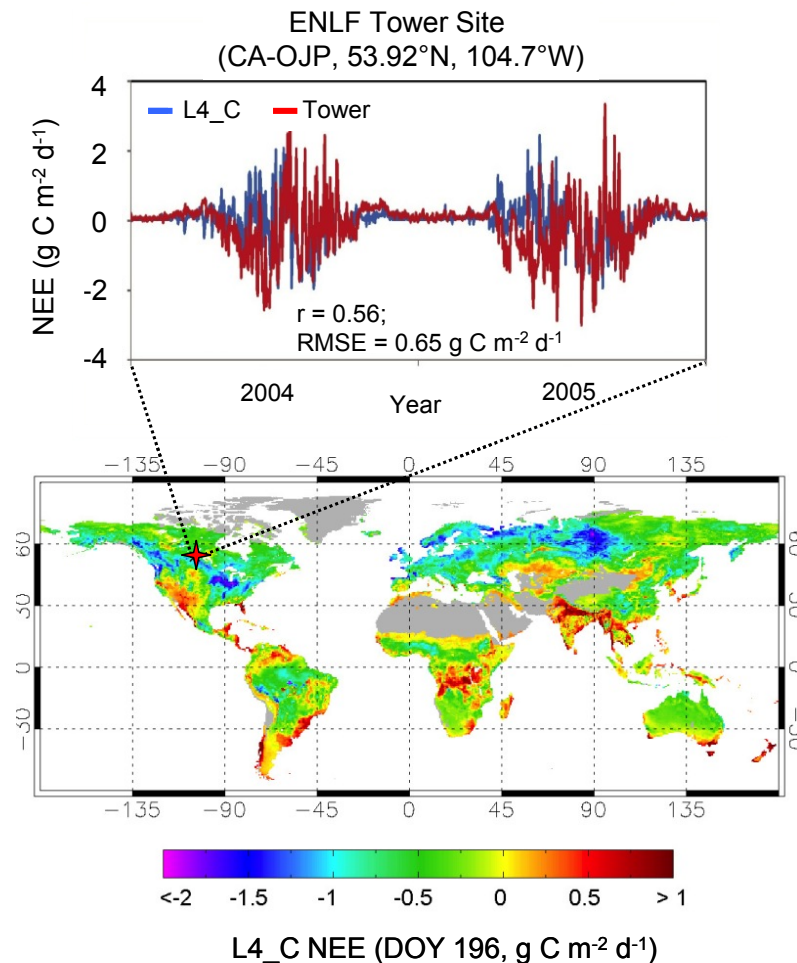 ENLF Tower Site
(CA-OJP, 53.92°N, 104.7°W)
4
L4_C Tower
2
0
-2
-4
NEE (g C m⁻² d⁻¹)
r = 0.56;
RMSE = 0.65 g C m⁻² d⁻¹
2004 2005
Year
−135 −90 −45 0 45 90 135
60 60
30 30
0 0
−30 −30
−135 −90 −45 0 45 90 135
<-2 -1.5 -1 -0.5 0 0.5 > 1
L4_C NEE (DOY 196, g C m⁻² d⁻¹)